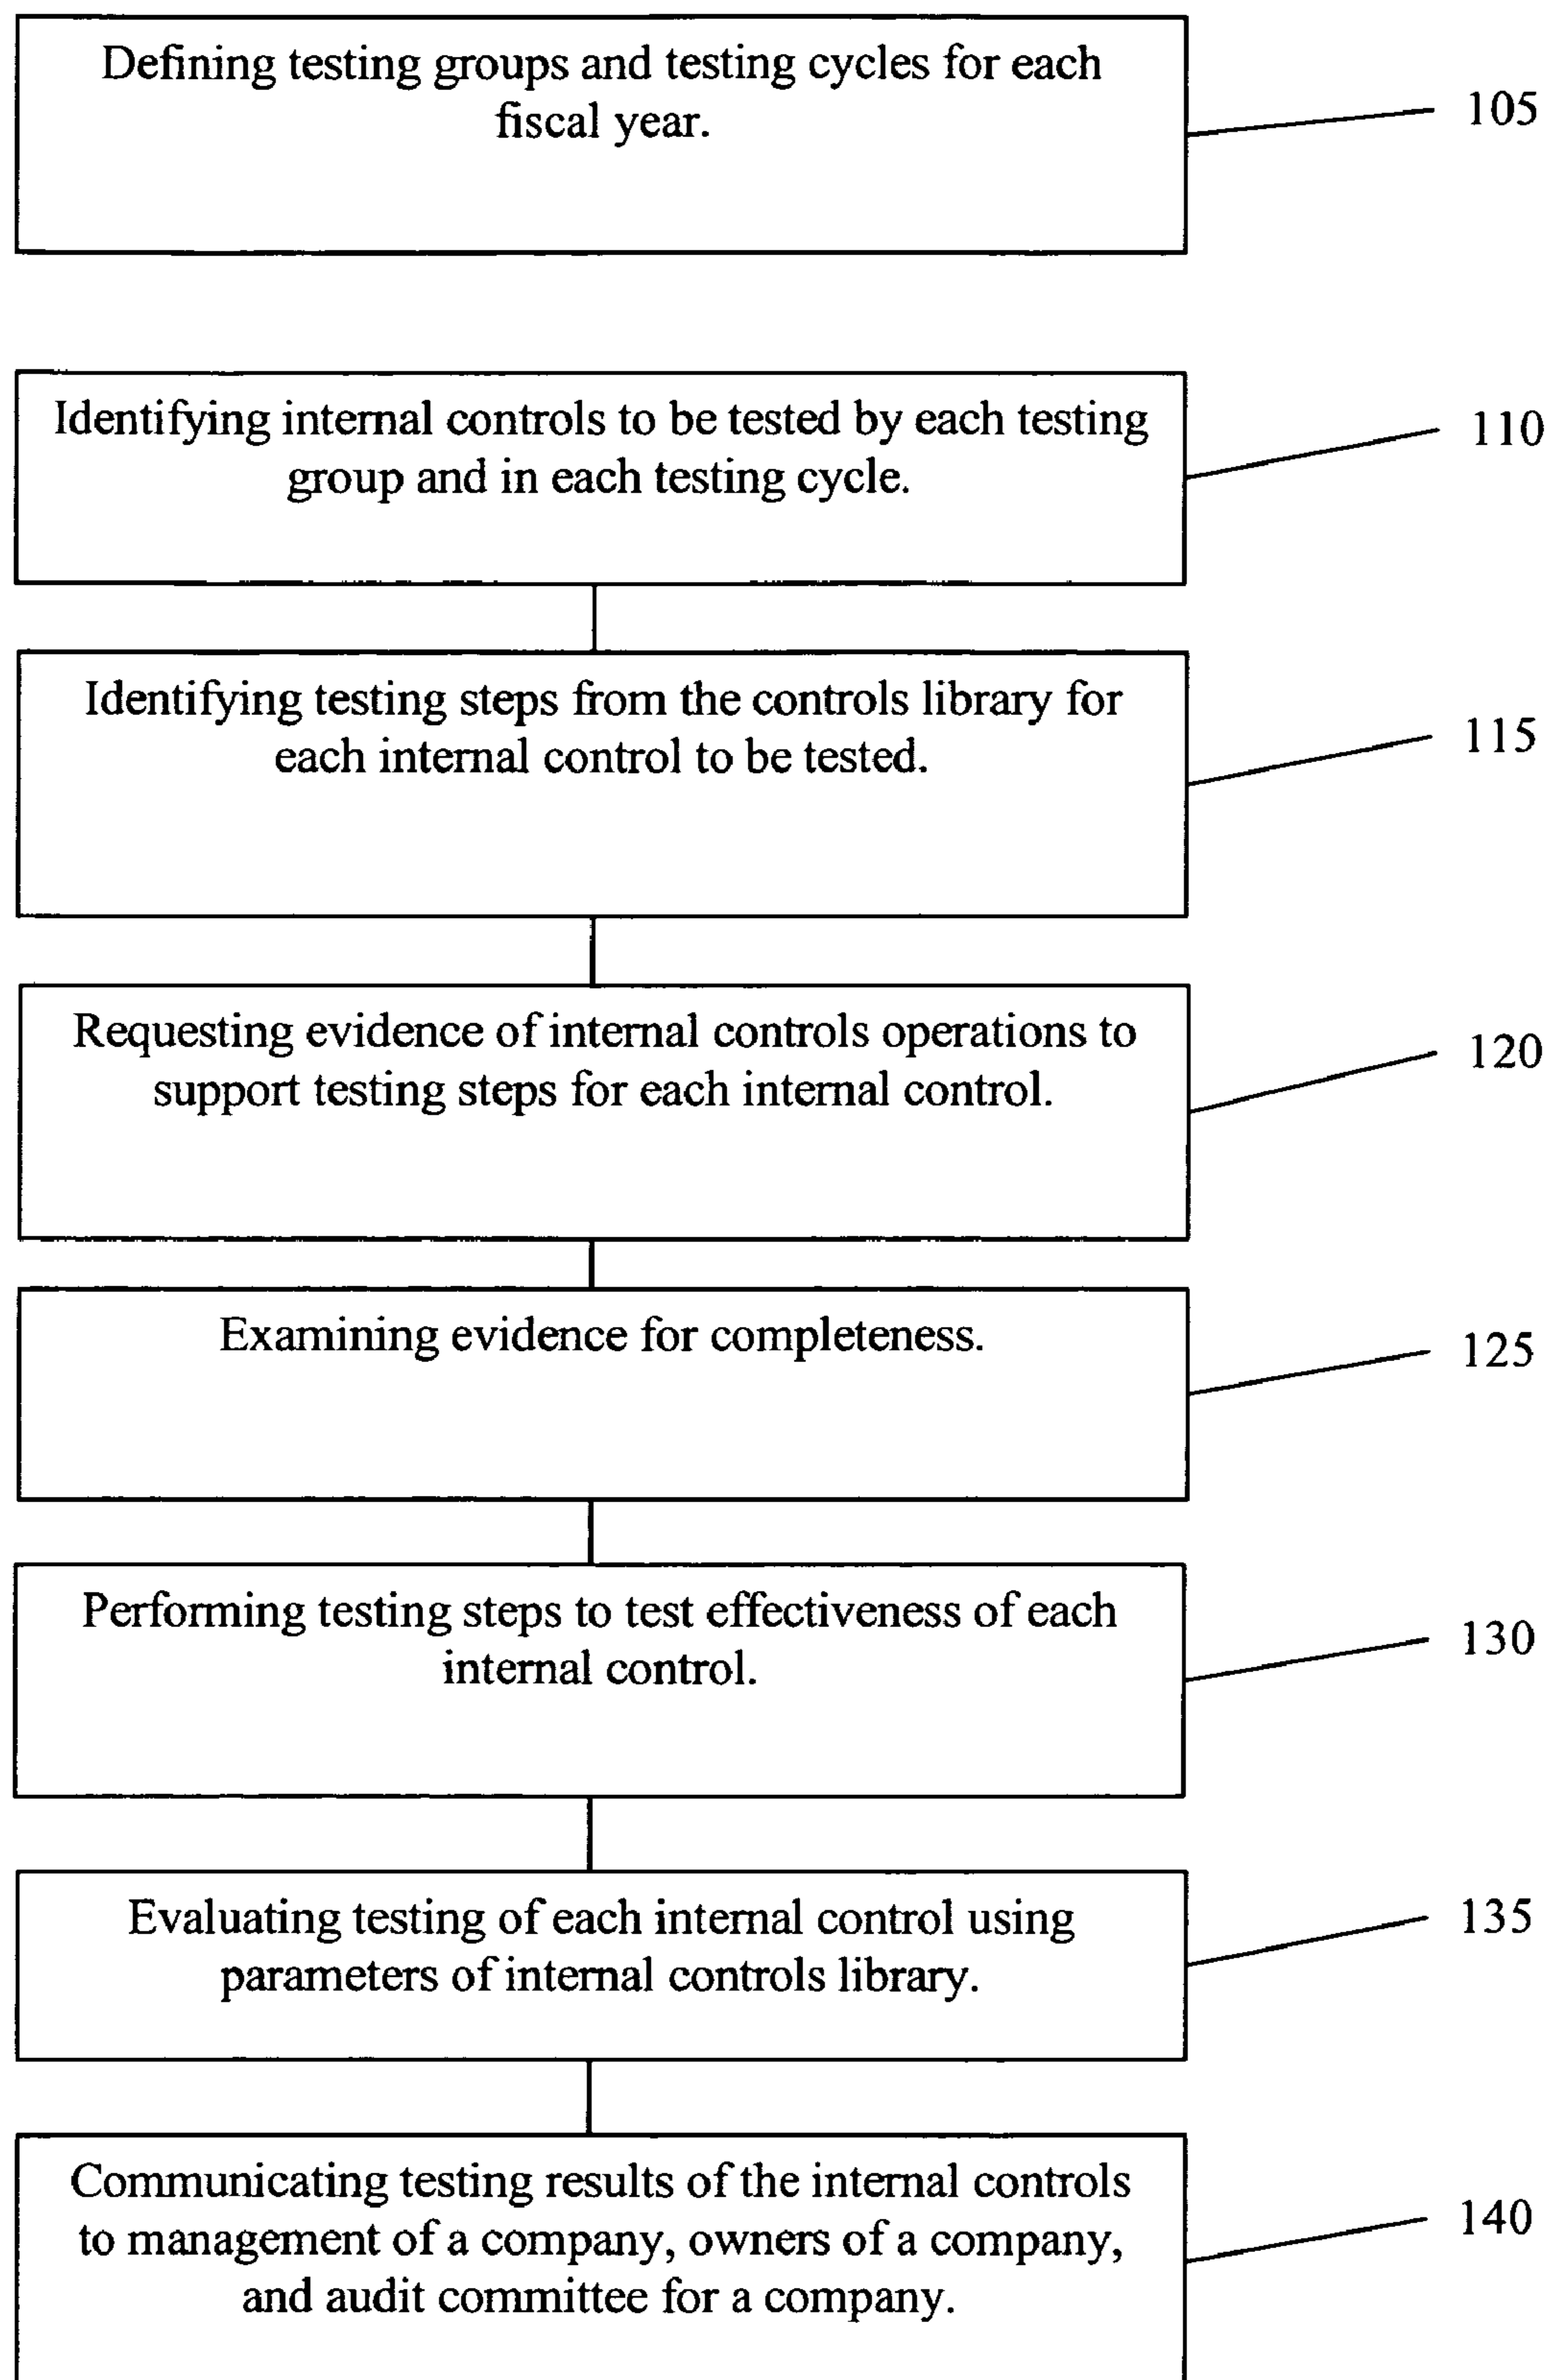 Defining testing groups and testing cycles for each
fiscal year.
105
Identifying internal controls to be tested by each testing
group and in each testing cycle.
110
Identifying testing steps from the controls library for
each internal control to be tested.
115
Requesting evidence of internal controls operations to
support testing steps for each internal control.
120
Examining evidence for completeness.
125
Performing testing steps to test effectiveness of each
internal control.
130
Evaluating testing of each internal control using
parameters of internal controls library.
135
Communicating testing results of the internal controls
to management of a company, owners of a company,
and audit committee for a company.
140